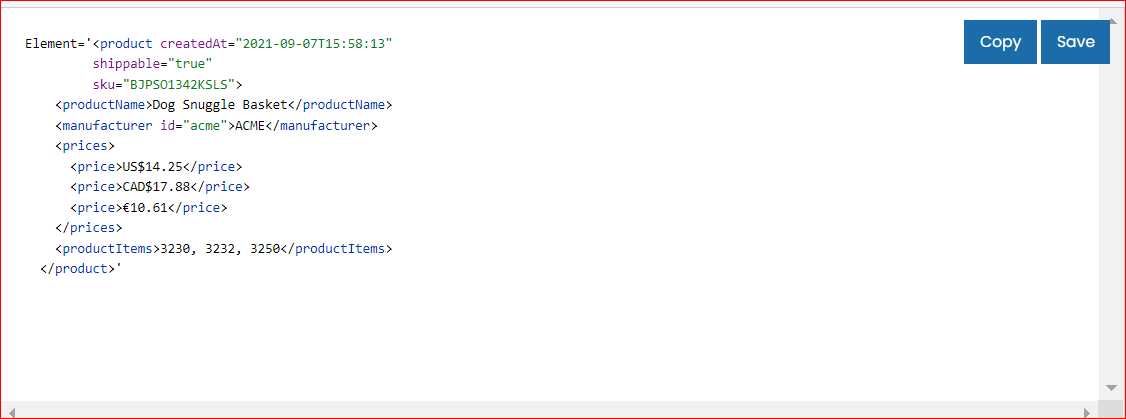 Copy Save
Element='<product createdAt="2021-09-07T15:58:13"
shippable="true"
sku="BJPSO1342KSLS">
<productName>Dog Snuggle Basket</productName>
<manufacturer id="acme">ACME</manufacturer>
<prices>
<price>US$14.25</price>
<price>CAD$17.88</price>
<price>€10.61</price>
</prices>
<productItems>3230, 3232, 3250</productItems>
</product>'